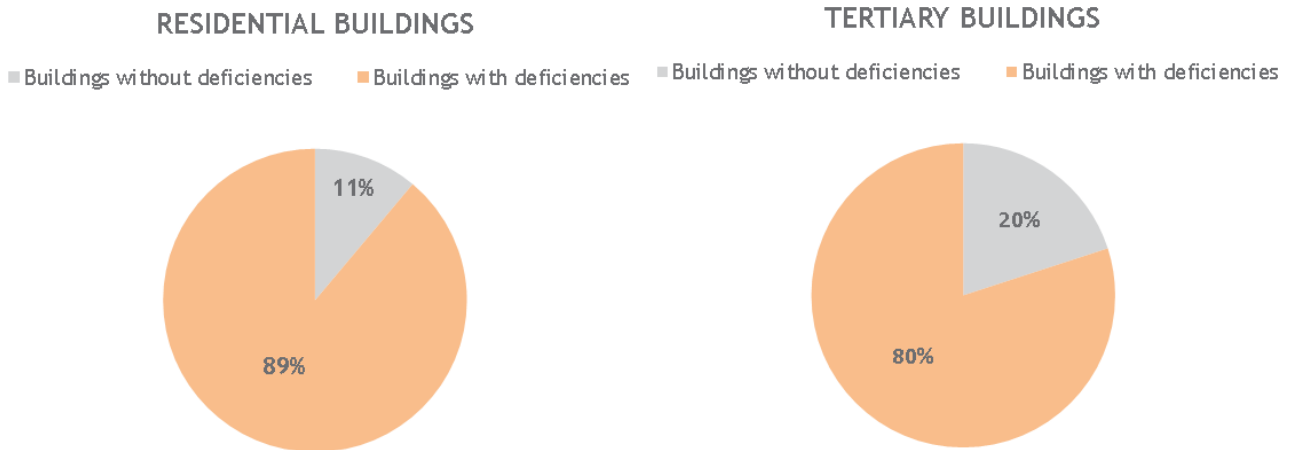 RESIDENTIAL BUILDINGS
Buildings without deficiencies
Buildings with deficiencies
11%
89%
TERTIARY BUILDINGS
Buildings without deficiencies
Buildings with deficiencies
20%
80%